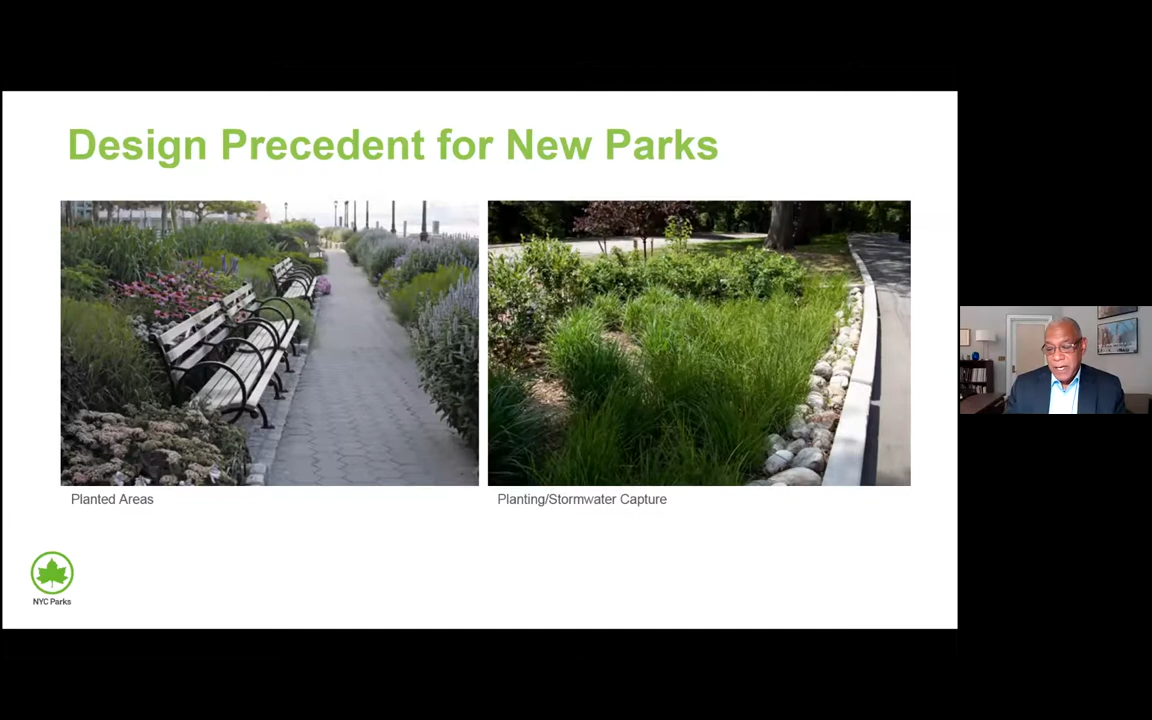 Design Precedent for New Parks
Planted Areas
Planting/Stormwater Capture
NYC Parks